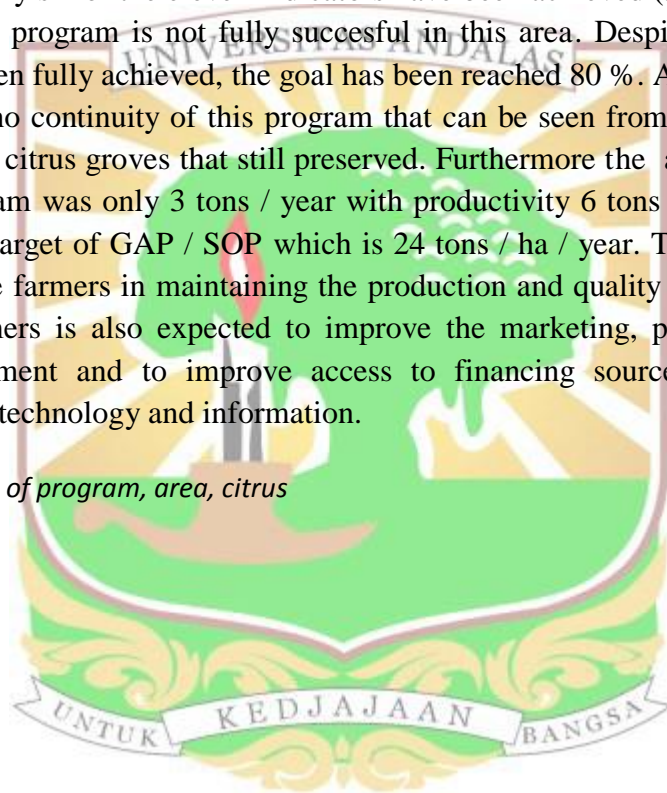 program is not fully succesful in this area. Despi
UNIVERSITAS ANDALAS
en fully achieved, the goal has been reached 80 %. A
no continuity of this program that can be seen from
citrus groves that still preserved. Furthermore the a
am was only 3 tons / year with productivity 6 tons
arget of GAP / SOP which is 24 tons / ha / year. T
e farmers in maintaining the production and quality
ners is also expected to improve the marketing, p
ment and to improve access to financing source
technology and information.
of program, area, citrus
UNTUK KEDJAJAAN BANGSA